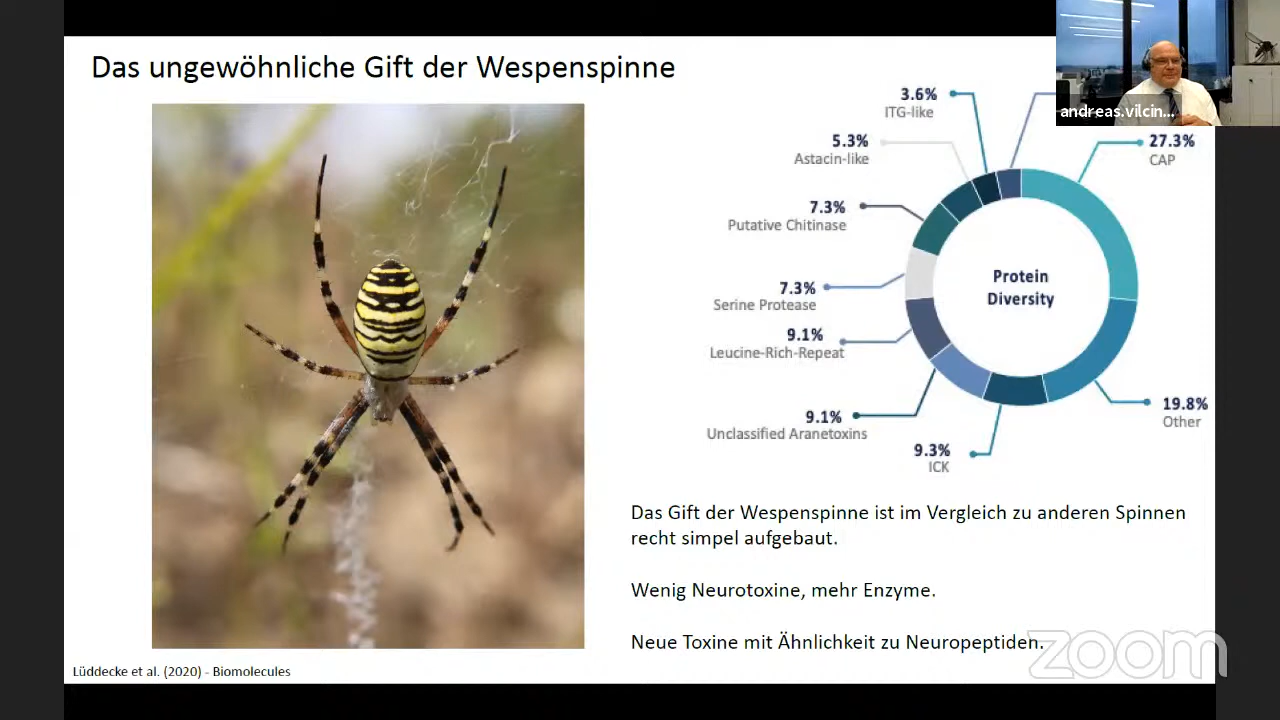 Das ungewöhnliche Gift der Wespenspinne
andreas.vilcin...
3.6%
ITG-like
5.3%
Astacin-like
7.3%
Putative Chitinase
7.3%
Serine Protease
9.1%
Leucine-Rich-Repeat
9.1%
Unclassified Aranetoxins
9.3%
ICK
27.3%
CAP
19.8%
Other
Protein
Diversity
Das Gift der Wespenspinne ist im Vergleich zu anderen Spinnen
recht simpel aufgebaut.
Wenig Neurotoxine, mehr Enzyme.
Neue Toxine mit Ähnlichkeit zu Neuropeptiden.
Lüddecke et al. (2020) - Biomolecules
zoom